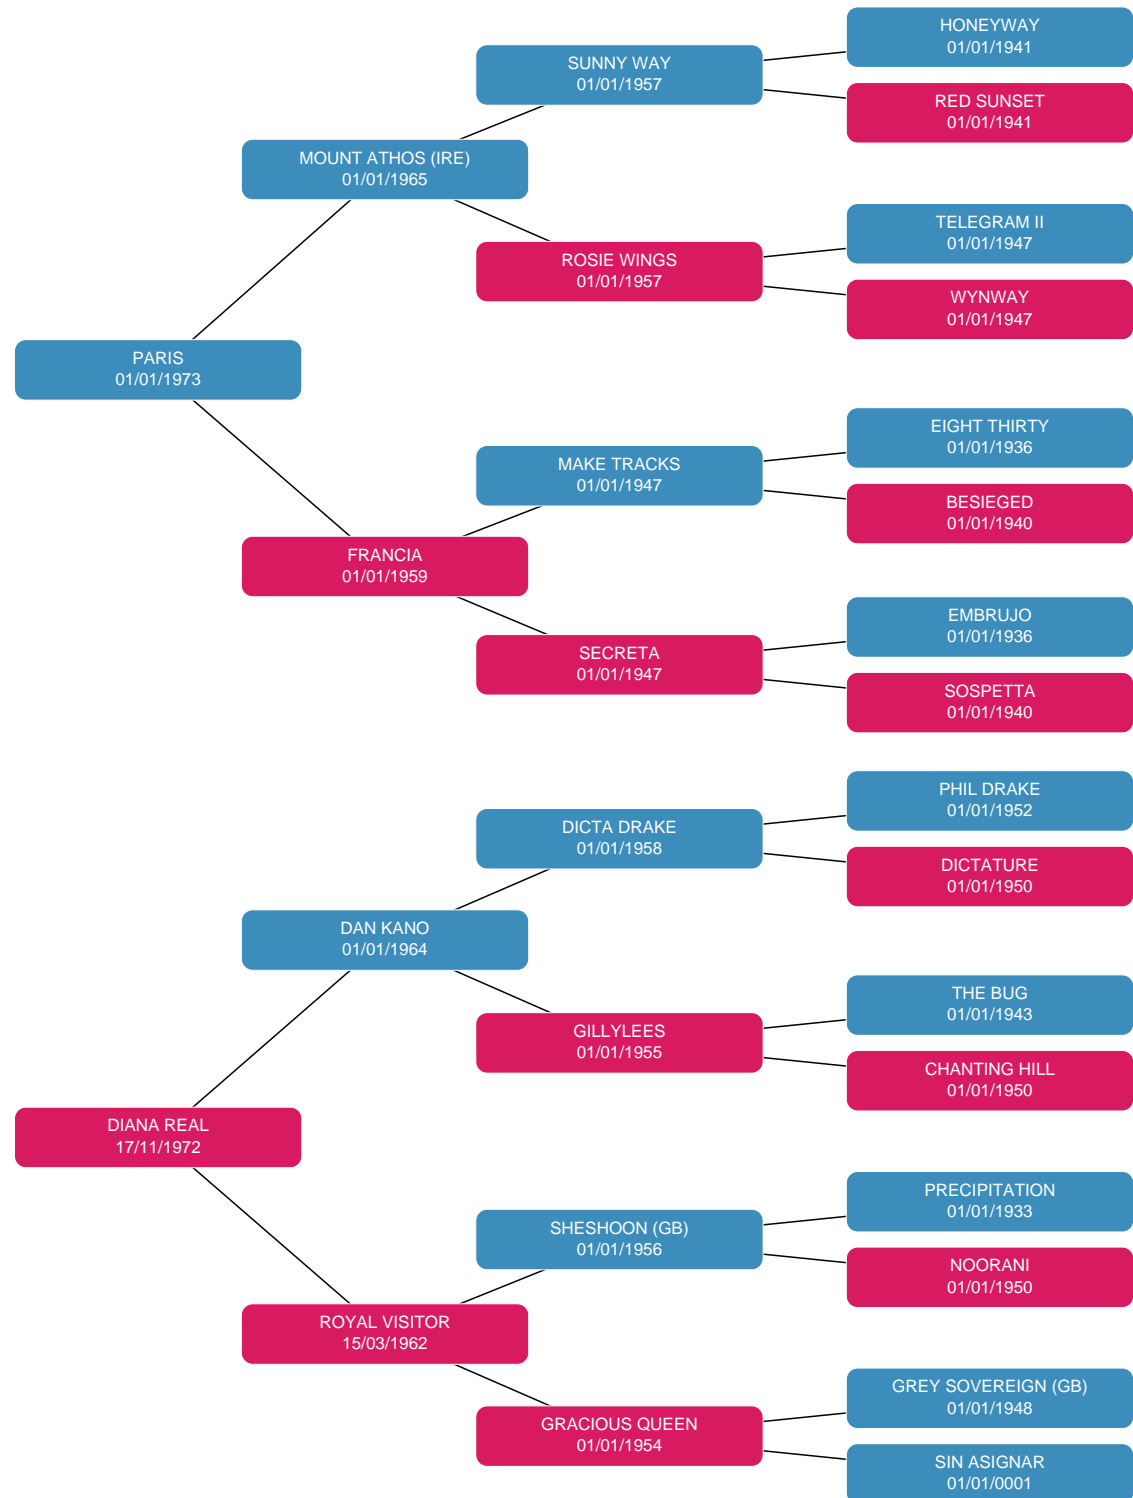 HONEYWAY
01/01/1941
SUNNY WAY
01/01/1957
RED SUNSET
01/01/1941
MOUNT ATHOS (IRE)
01/01/1965
TELEGRAM II
01/01/1947
ROSIE WINGS
01/01/1957
WYNWAY
01/01/1947
PARIS
01/01/1973
EIGHT THIRTY
01/01/1936
MAKE TRACKS
01/01/1947
BESIEGED
01/01/1940
FRANCIA
01/01/1959
EMBRUJO
01/01/1936
SECRETA
01/01/1947
SOSPETTA
01/01/1940
PHIL DRAKE
01/01/1952
DICTA DRAKE
01/01/1958
DICTATURE
01/01/1950
DAN KANO
01/01/1964
THE BUG
01/01/1943
GILLYLEES
01/01/1955
CHANTING HILL
01/01/1950
DIANA REAL
17/11/1972
PRECIPITATION
01/01/1933
SHESHOON (GB)
01/01/1956
NOORANI
01/01/1950
ROYAL VISITOR
15/03/1962
GREY SOVEREIGN (GB)
01/01/1948
GRACIOUS QUEEN
01/01/1954
SIN ASIGNAR
01/01/0001